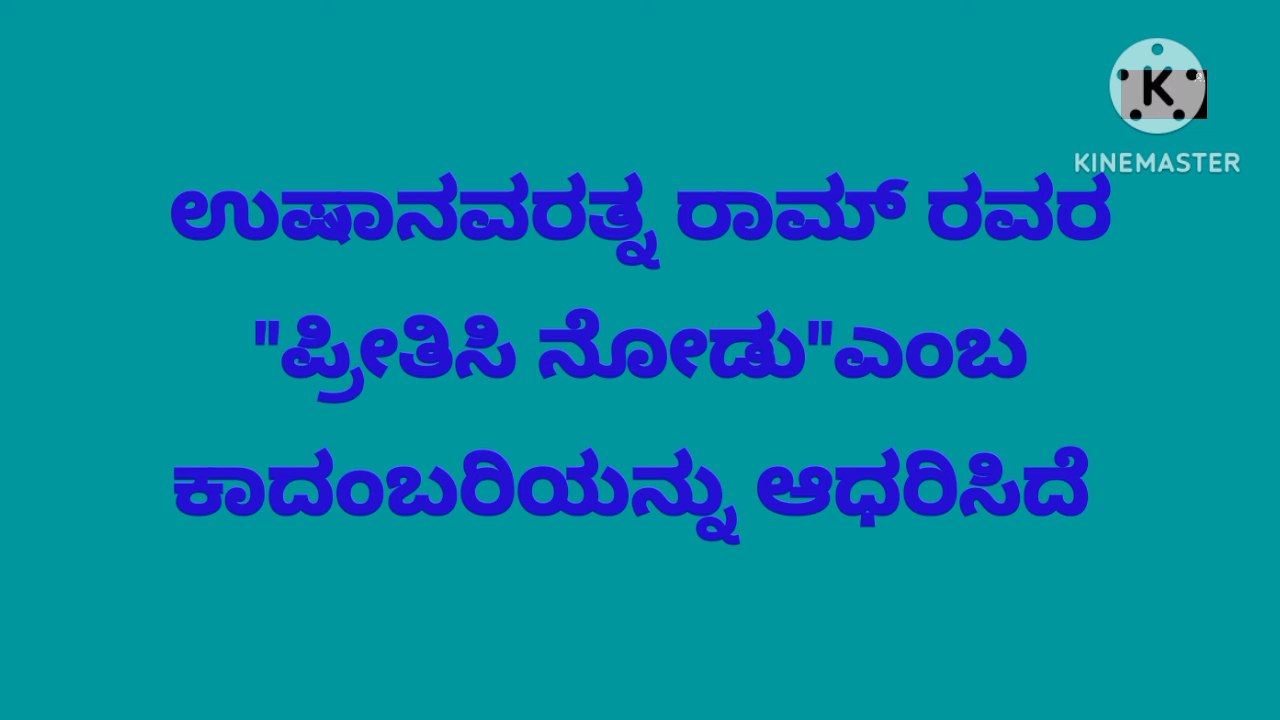 K
KINEMASTER
ಉಷಾನವರತ್ನ ರಾಮ್ ರವರ
"ಪ್ರೀತಿಸಿ ನೋಡು"ಎಂಬ
ಕಾದಂಬರಿಯನ್ನು ಆಧರಿಸಿದೆ